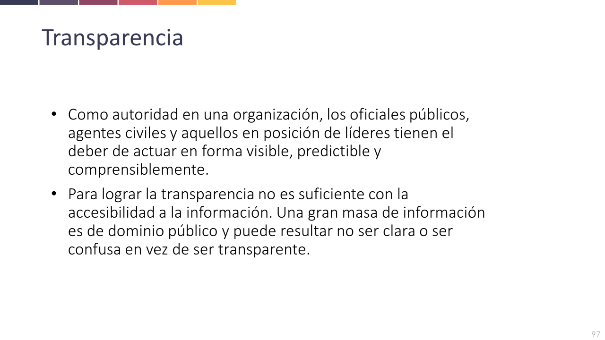 Transparencia
• Como autoridad en una organización, los oficiales públicos,
agentes civiles y aquellos en posición de líderes tienen el
deber de actuar en forma visible, predictible y
comprensiblemente.
• Para lograr la transparencia no es suficiente con la
accesibilidad a la información. Una gran masa de información
es de dominio público y puede resultar no ser clara o ser
confusa en vez de ser transparente.
97